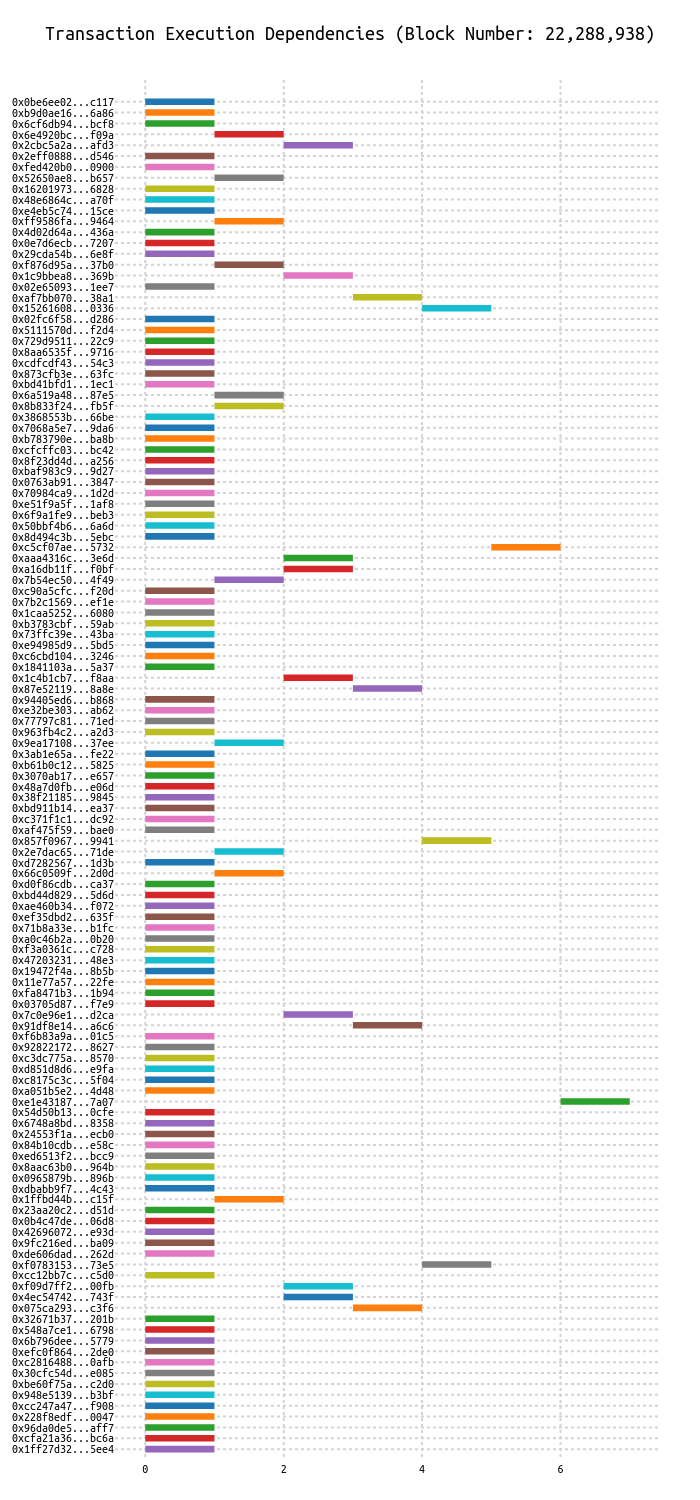 Transaction Execution Dependencies (Block Number: 22,288,938)
0x0be6ee02...c117
0xb9d0ae16...6a86
0x6cf6db94...bcf8
0x6e4920bc...f09a
0x2cbc5a2a...afd3
0x2eff0888...d546
0xfed420b0...0900
0x52650ae8...b657
0x16201973...6828
0x48e6864c...a70f
0xe4eb5c74...15ce
0xff9586fa...9464
0x4d02d64a...436a
0x0e7d6ecb...7207
0x29cda54b...6e8f
0xf876d95a...37b0
0x1c9bbea8...369b
0x02e65093...1ee7
0xaf7bb070...38a1
0x15261608...0336
0x02fc6f58...d286
0x5111570d...f2d4
0x729d9511...22c9
0x8aa6535f...9716
0xcdfcdf43...54c3
0x873cfb3e...63fc
0xbd41bfd1...1ec1
0x6a519a48...87e5
0x8b833f24...fb5f
0x3868553b...66be
0x7068a5e7...9da6
0xb783790e...ba8b
0xcfcffc03...bc42
0x8f23dd4d...a256
0xbaf983c9...9d27
0x0763ab91...3847
0x70984ca9...1d2d
0xe51f9a5f...1af8
0x6f9a1fe9...beb3
0x50bbf4b6...6a6d
0x8d494c3b...5ebc
0xc5cf07ae...5732
0xaaa4316c...3e6d
0xa16db11f...f0bf
0x7b54ec50...4f49
0xc90a5cfc...f20d
0x7b2c1569...ef1e
0x1caa5252...6080
0xb3783cbf...59ab
0x73ffc39e...43ba
0xe94985d9...5bd5
0xc6cbd104...3246
0x1841103a...5a37
0x1c4b1cb7...f8aa
0x87e52119...8a8e
0x94405ed6...b868
0xe32be303...ab62
0x77797c81...71ed
0x963fb4c2...a2d3
0x9ea17108...37ee
0x3ab1e65a...fe22
0xb61b0c12...5825
0x3070ab17...e657
0x48a7d0fb...e06d
0x38f21185...9845
0xbd911b14...ea37
0xc371f1c1...dc92
0xaf475f59...bae0
0x857f0967...9941
0x2e7dac65...71de
0xd7282567...1d3b
0x66c0509f...2d0d
0xd0f86cdb...ca37
0xbd44d829...5d6d
0xae460b34...f072
0xef35dbd2...635f
0x71b8a33e...b1fc
0xa0c46b2a...0b20
0xf3a0361c...c728
0x47203231...48e3
0x19472f4a...8b5b
0x11e77a57...22fe
0xfa8471b3...1b94
0x03705d87...f7e9
0x7c0e96e1...d2ca
0x91df8e14...a6c6
0xf6b83a9a...01c5
0x92822172...8627
0xc3dc775a...8570
0xd851d8d6...e9fa
0xc8175c3c...5f04
0xa051b5e2...4d48
0xe1e43187...7a07
0x54d50b13...0cfe
0x6748a8bd...8358
0x24553f1a...ecb0
0x84b10cdb...e58c
0xed6513f2...bcc9
0x8aac63b0...964b
0x0965879b...896b
0xdbabb9f7...4c43
0x1ffbd44b...c15f
0x23aa20c2...d51d
0x0b4c47de...06d8
0x42696072...e93d
0x9fc216ed...ba09
0xde606dad...262d
0xf0783153...73e5
0xcc12bb7c...c5d0
0xf09d7ff2...00fb
0x4ec54742...743f
0x075ca293...c3f6
0x32671b37...201b
0x548a7ce1...6798
0x6b796dee...5779
0xefc0f864...2de0
0xc2816488...0afb
0x30cfc54d...e085
0xbe60f75a...c2d0
0x948e5139...b3bf
0xcc247a47...f908
0x228f8edf...0047
0x96da0de5...aff7
0xcfa21a36...bc6a
0x1ff27d32...5ee4
0 2 4 6